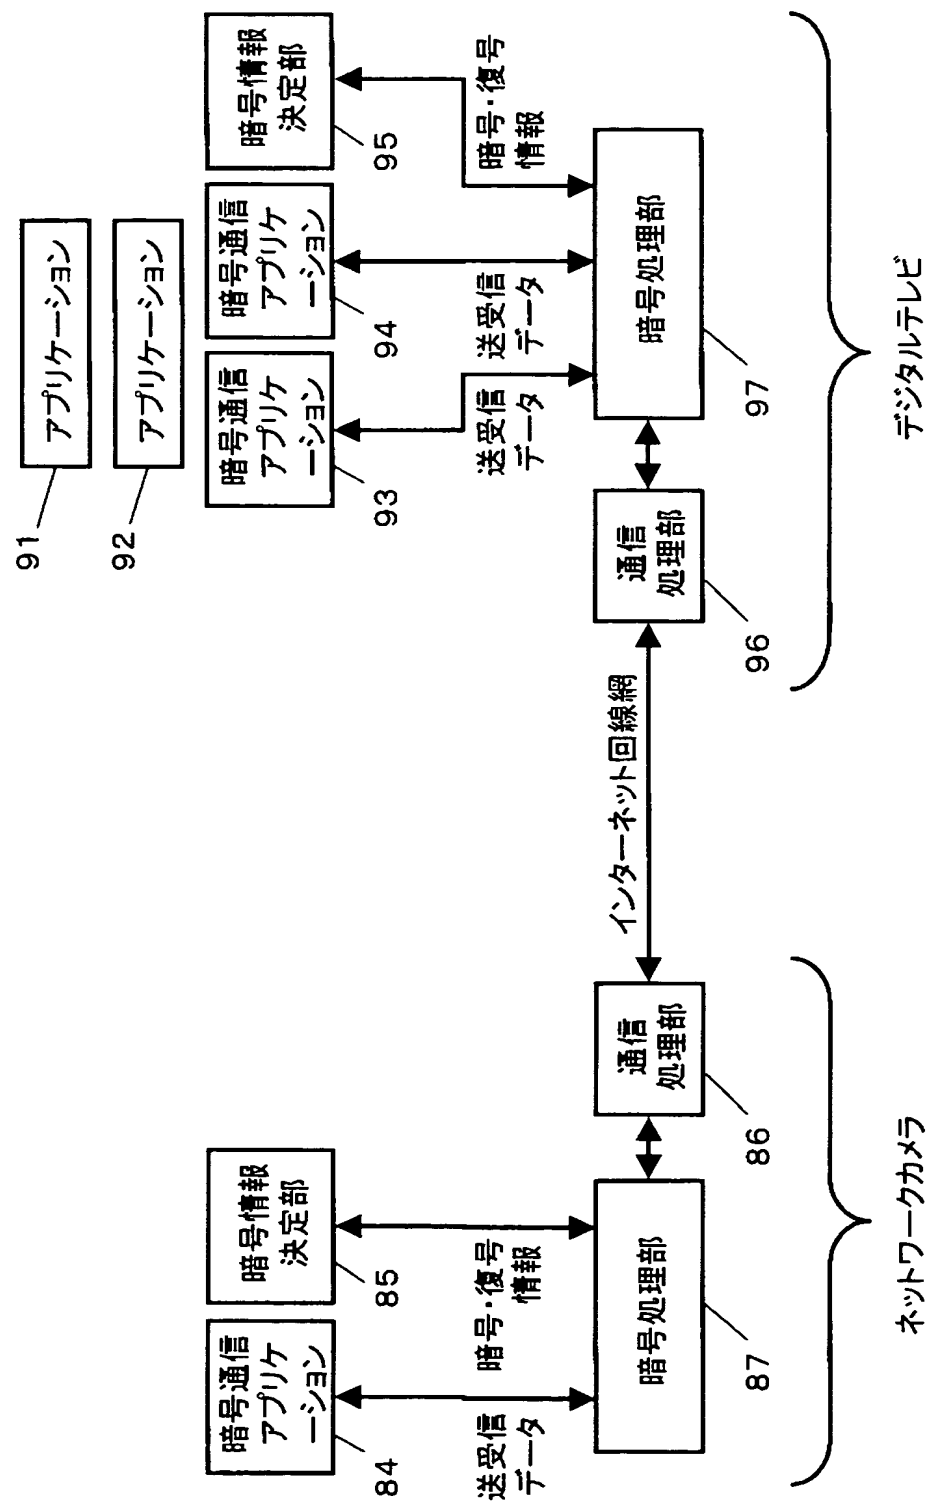 91
アプリケーション
92
アプリケーション
暗号通信
アプリケ
ーション
84
暗号情報
決定部
85
暗号通信
アプリケ
ーション
93
暗号通信
アプリケ
ーション
94
暗号情報
決定部
95
送受信
データ
暗号・復号
情報
送受信
データ
送受信
データ
暗号・復号
情報
暗号処理部
87
通信
処理部
86
インターネット回線網
通信
処理部
96
暗号処理部
97
ネットワークカメラ
デジタルテレビ